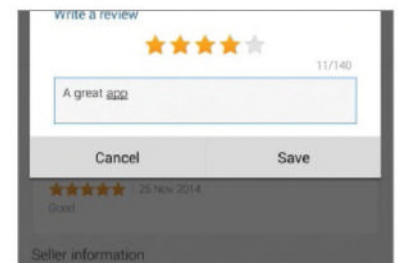 Write a review
11/140
A great app
Cancel
Save
25 Nov 2014
Good
Seller information